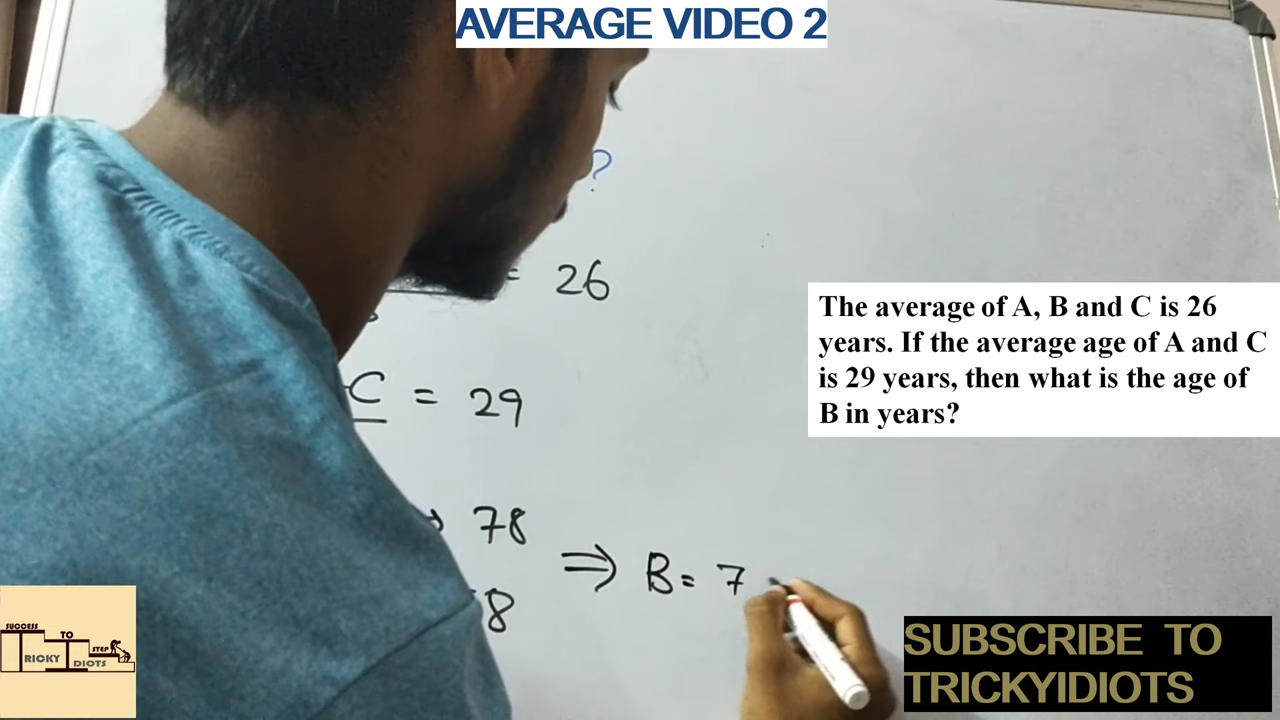 AVERAGE VIDEO 2
?
= 26
C = 29
78
8
⇒ B = 7
The average of A, B and C is 26
years. If the average age of A and C
is 29 years, then what is the age of
B in years?
SUCCESS
TO
STEP
TRICKY IDIOTS
SUBSCRIBE TO
TRICKYIDIOTS